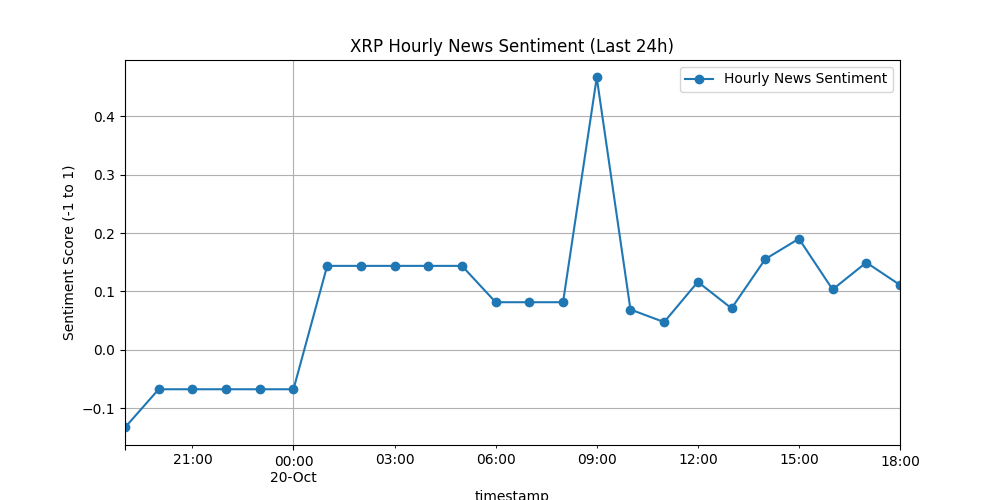 XRP Hourly News Sentiment (Last 24h)
Hourly News Sentiment
Sentiment Score (-1 to 1)
0.4
0.3
0.2
0.1
0.0
−0.1
21:00
00:00
20-Oct
03:00
06:00
09:00
12:00
15:00
18:00
timestamp